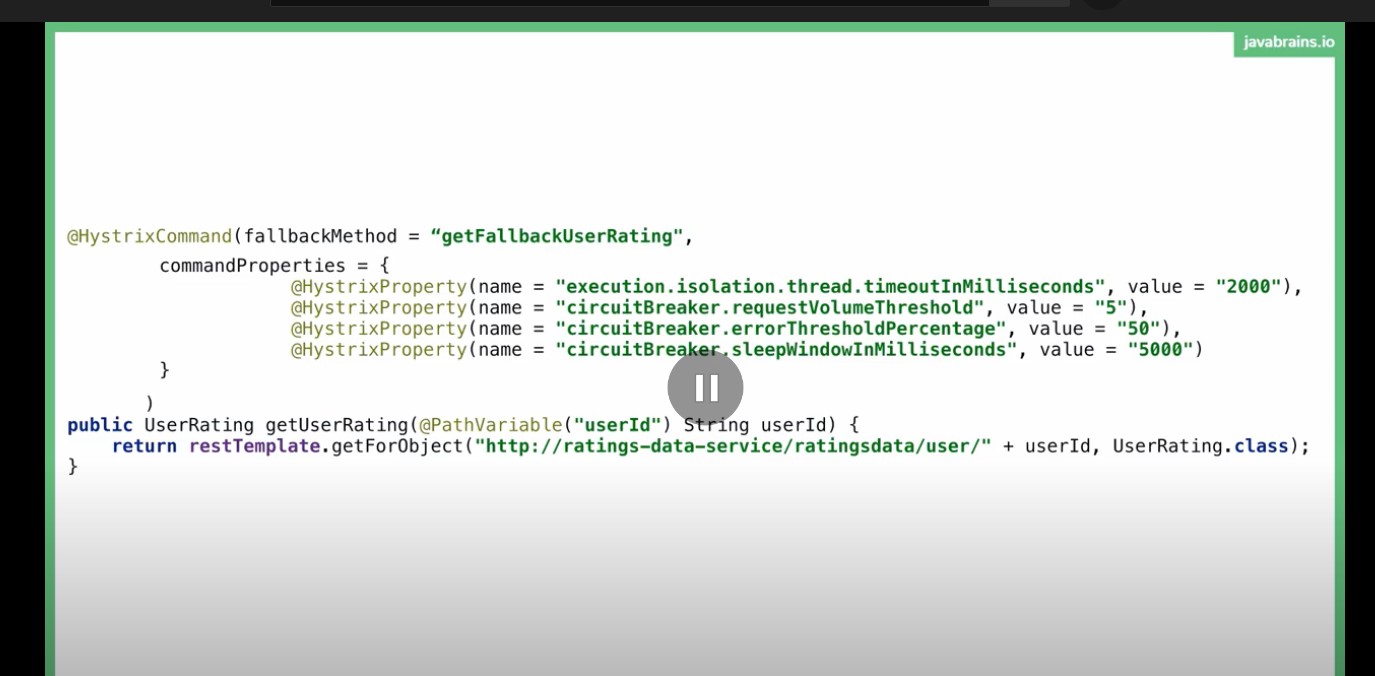 javabrains.io
@HystrixCommand(fallbackMethod = “getFallbackUserRating",
commandProperties = {
@HystrixProperty(name = "execution.isolation.thread.timeoutInMilliseconds", value = "2000"),
@HystrixProperty(name = "circuitBreaker.requestVolumeThreshold", value = "5"),
@HystrixProperty(name = "circuitBreaker.errorThresholdPercentage", value = "50"),
@HystrixProperty(name = "circuitBreaker.sleepWindowInMilliseconds", value = "5000")
}
)
public UserRating getUserRating(@PathVariable("userId") String userId) {
return restTemplate.getForObject("http://ratings-data-service/ratingsdata/user/" + userId, UserRating.class);
}